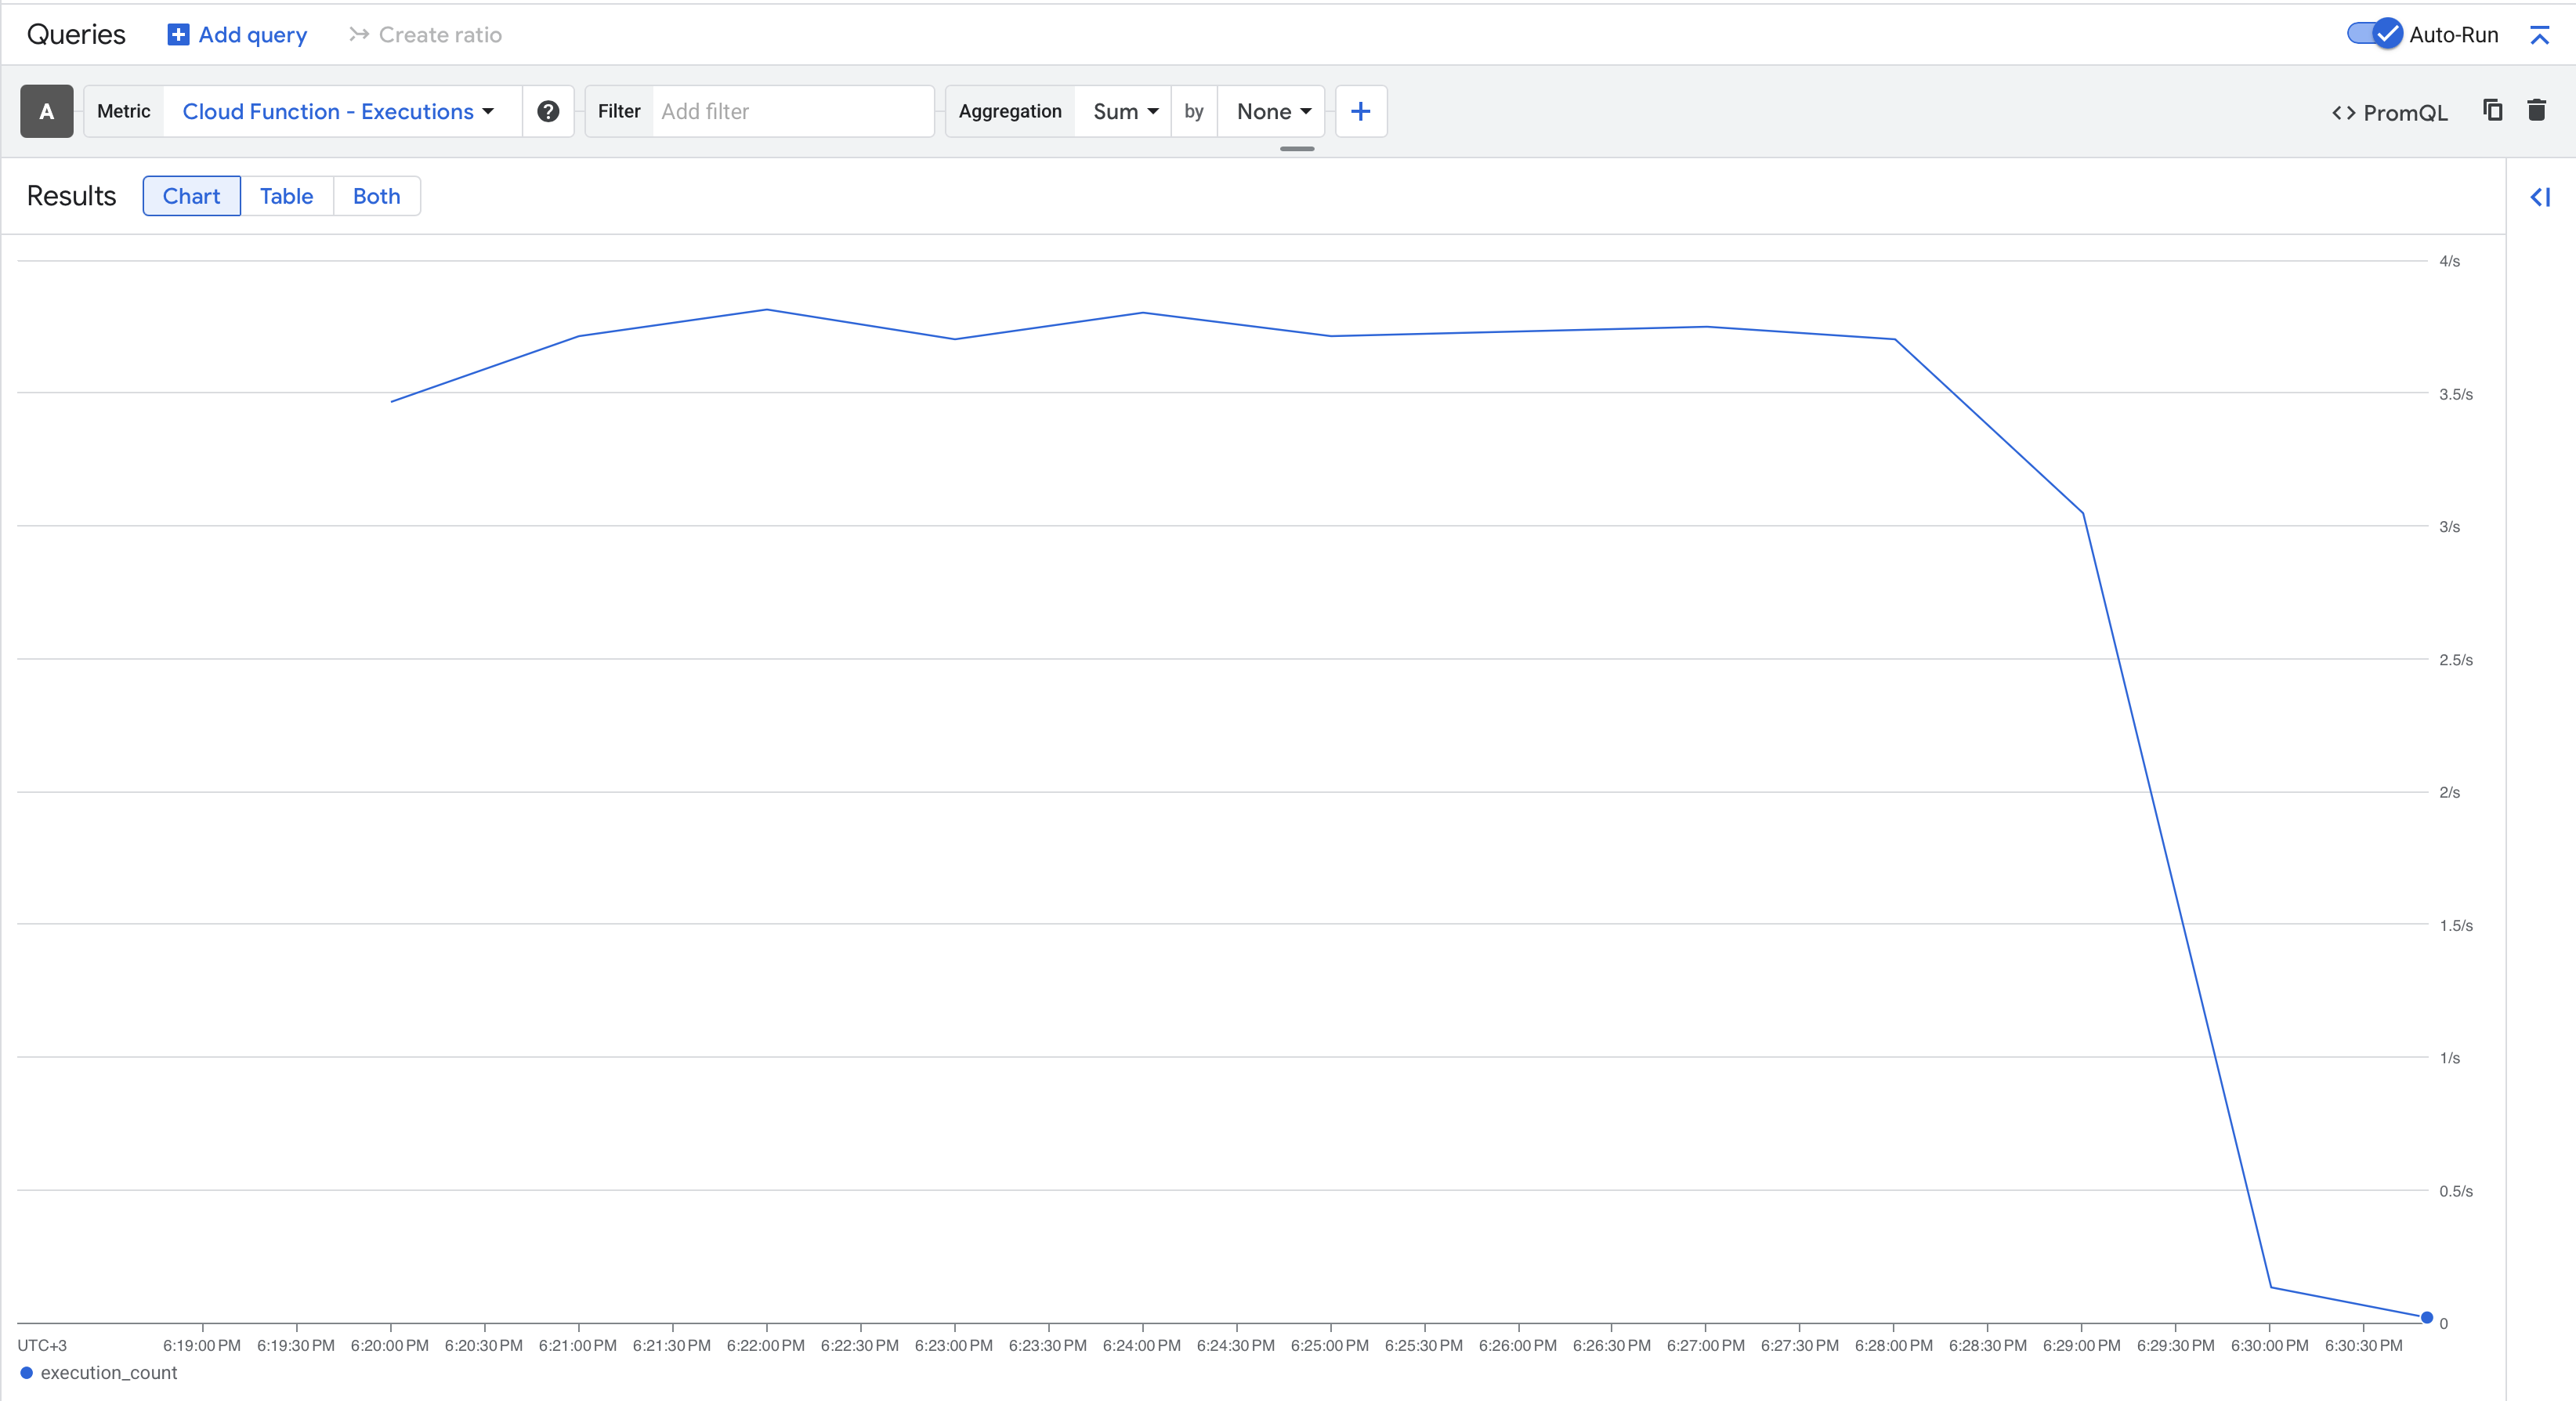 Queries Add query Create ratio Auto-Run
A Metric Cloud Function - Executions ? Filter Add filter Aggregation Sum by None + <> PromQL
Results Chart Table Both
4/s
3.5/s
3/s
2.5/s
2/s
1.5/s
1/s
0.5/s
0
UTC+3 6:19:00 PM 6:19:30 PM 6:20:00 PM 6:20:30 PM 6:21:00 PM 6:21:30 PM 6:22:00 PM 6:22:30 PM 6:23:00 PM 6:23:30 PM 6:24:00 PM 6:24:30 PM 6:25:00 PM 6:25:30 PM 6:26:00 PM 6:26:30 PM 6:27:00 PM 6:27:30 PM 6:28:00 PM 6:28:30 PM 6:29:00 PM 6:29:30 PM 6:30:00 PM 6:30:30 PM
execution_count